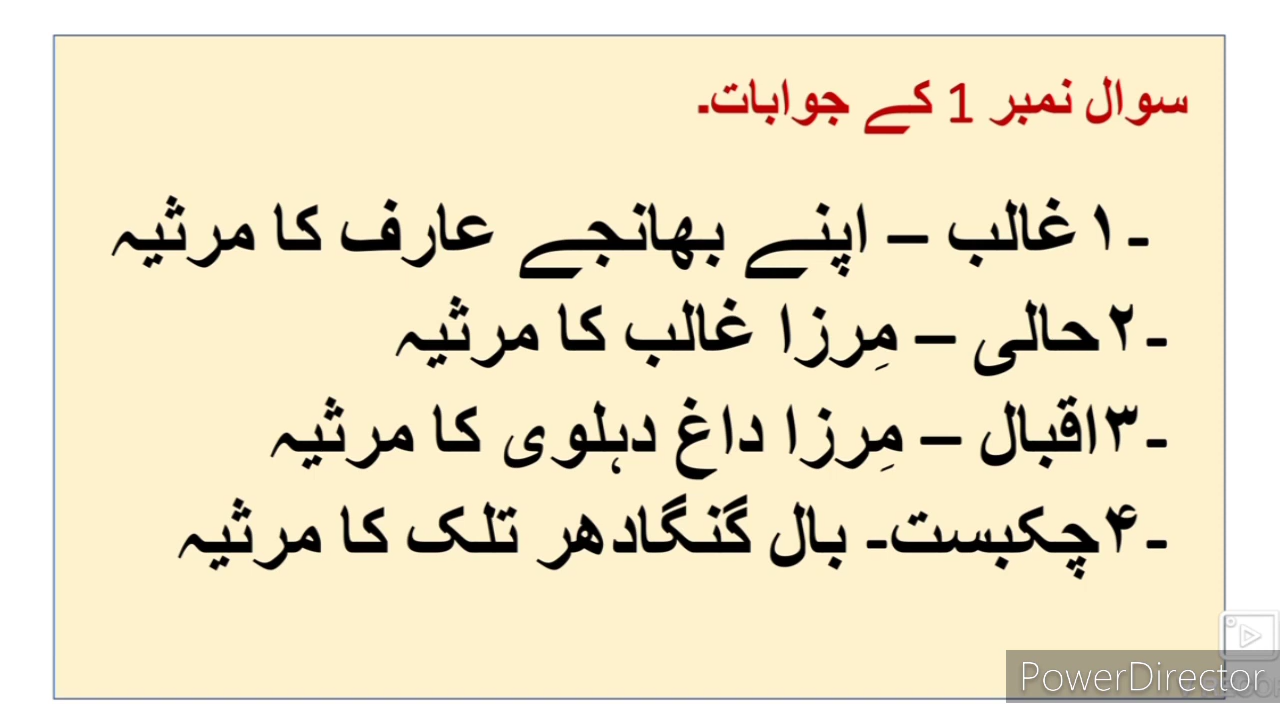 سوال نمبر 1 کے جوابات۔
۱۔غالب – اپنے بھانجے عارف کا مرثیہ
۲۔حالی – مِرزا غالب کا مرثیہ
۳۔اقبال – مِرزا داغ دہلوی کا مرثیہ
۴۔چکبست- بال گنگادھر تلک کا مرثیہ
PowerDirector